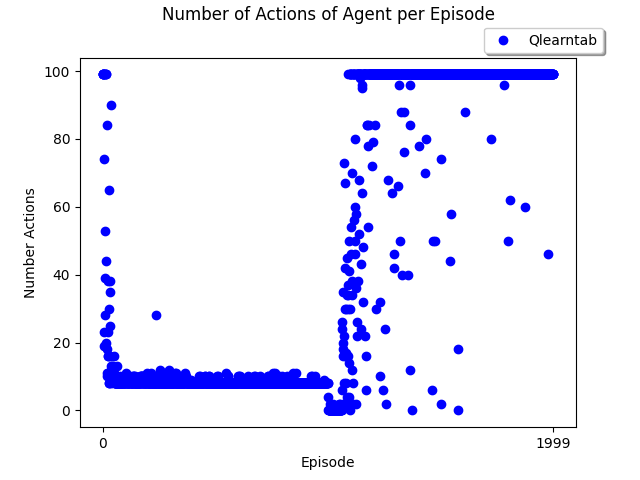 Number of Actions of Agent per Episode
Qlearntab
100
80
60
40
20
0
Number Actions
0
1999
Episode